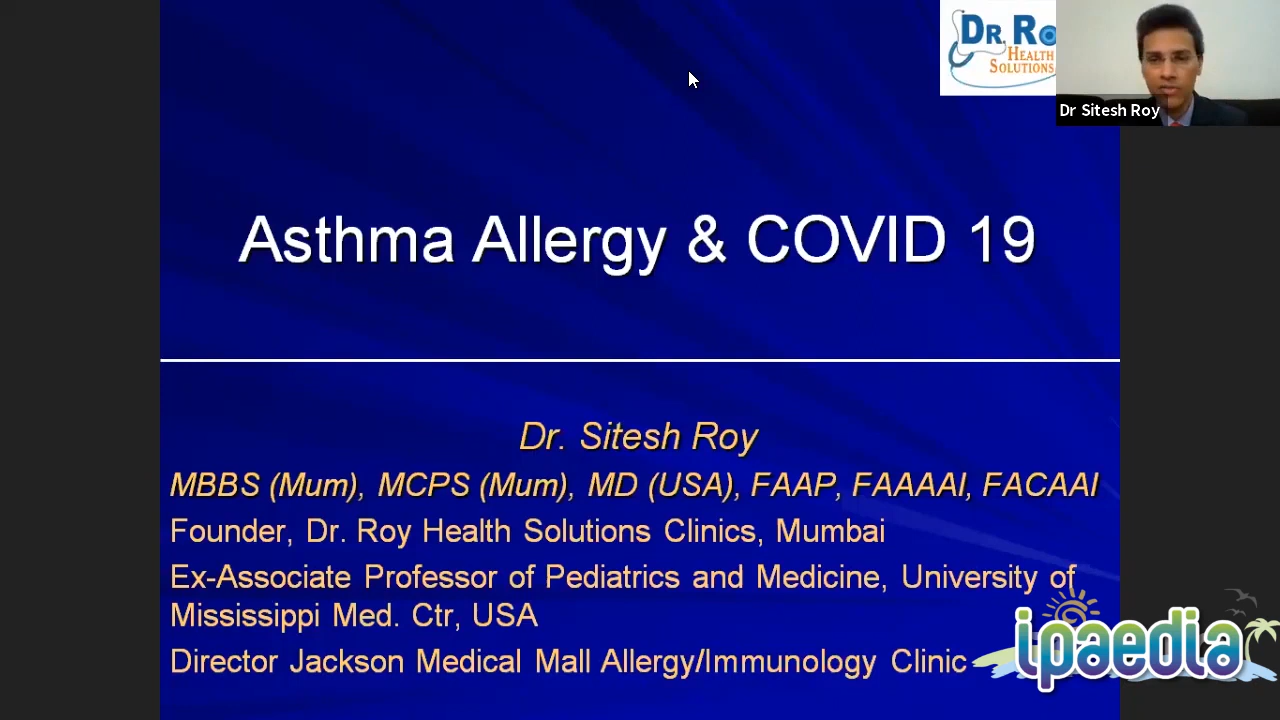 DR. Ro
HEALTH
SOLUTIONS
Dr Sitesh Roy
Asthma Allergy & COVID 19
Dr. Sitesh Roy
MBBS (Mum), MCPS (Mum), MD (USA), FAAP, FAAAAI, FACAAI
Founder, Dr. Roy Health Solutions Clinics, Mumbai
Ex-Associate Professor of Pediatrics and Medicine, University of
Mississippi Med. Ctr, USA
Director Jackson Medical Mall Allergy/Immunology Clinic
ipaedia